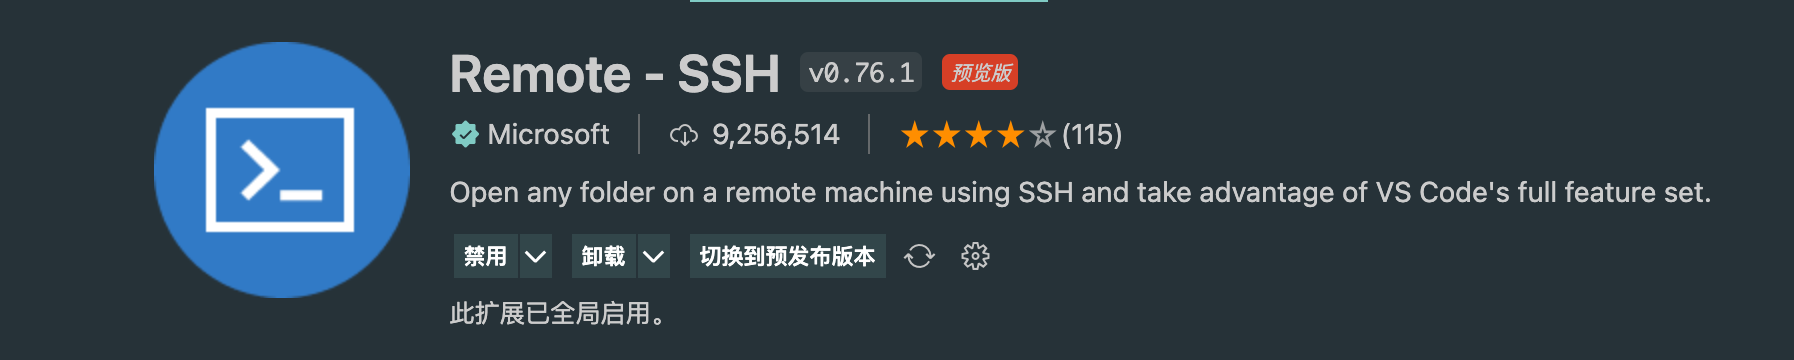 Remote - SSH v0.76.1 预览版
Microsoft 9,256,514 (115)
Open any folder on a remote machine using SSH and take advantage of VS Code's full feature set.
禁用 卸载 切换到预发布版本
此扩展已全局启用。